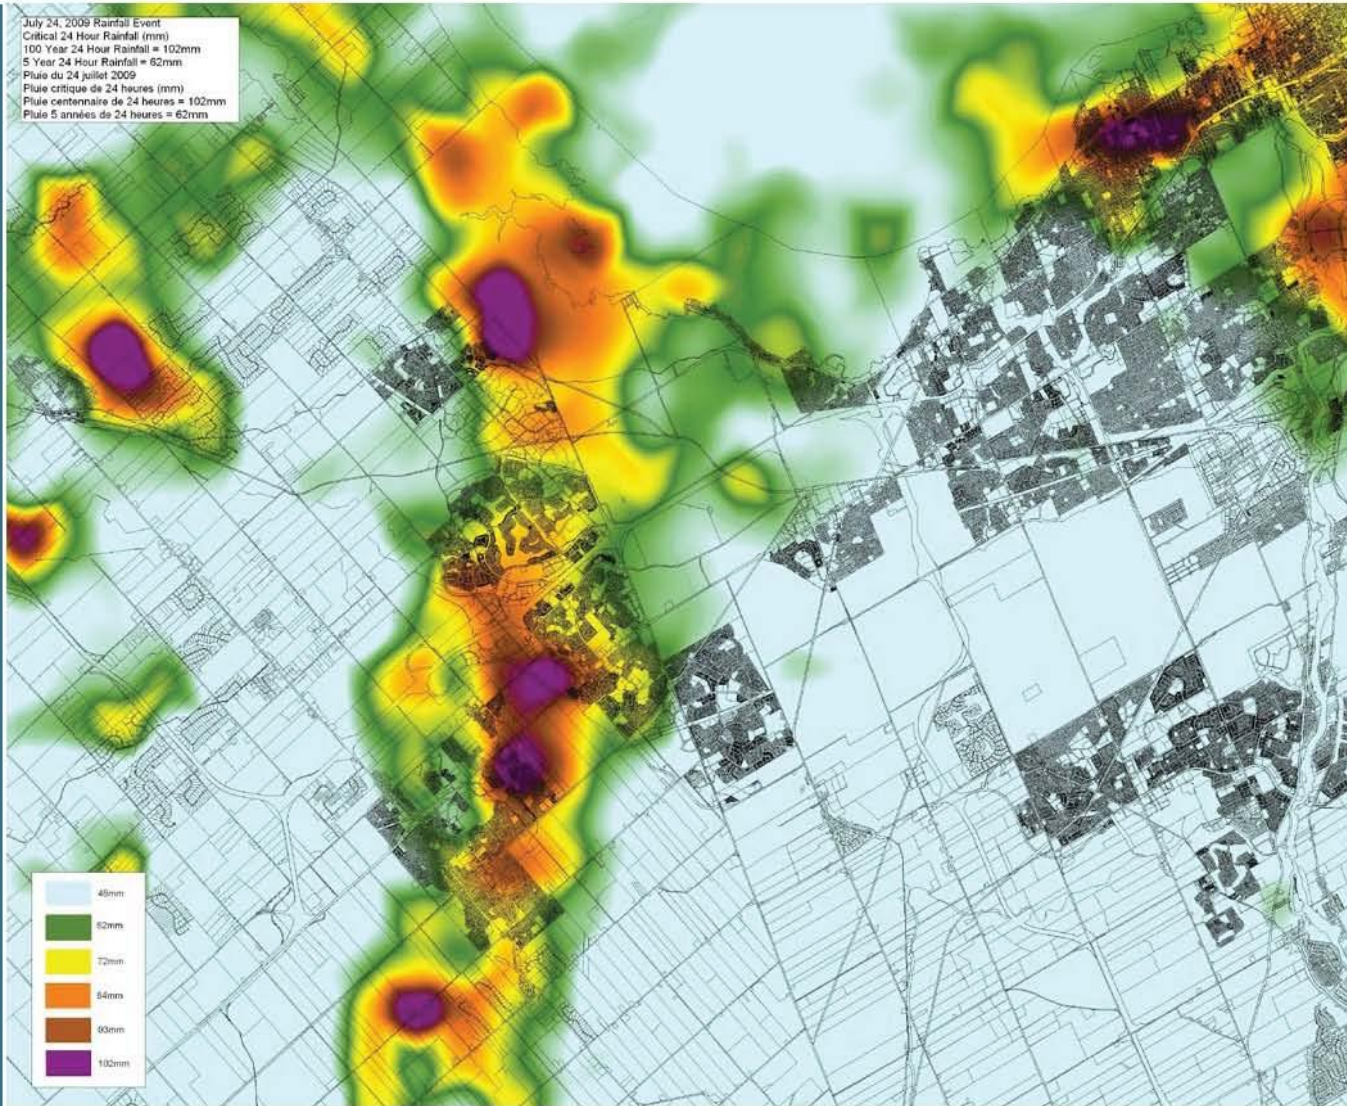 July 24, 2009 Rainfall Event
Critical 24 Hour Rainfall (mm)
100 Year 24 Hour Rainfall = 102mm
5 Year 24 Hour Rainfall = 62mm
Pluie du 24 juillet 2009
Pluie critique de 24 heures (mm)
Pluie centennaire de 24 heures = 102mm
Pluie 5 années de 24 heures = 62mm
62mm
72mm
84mm
93mm
102mm